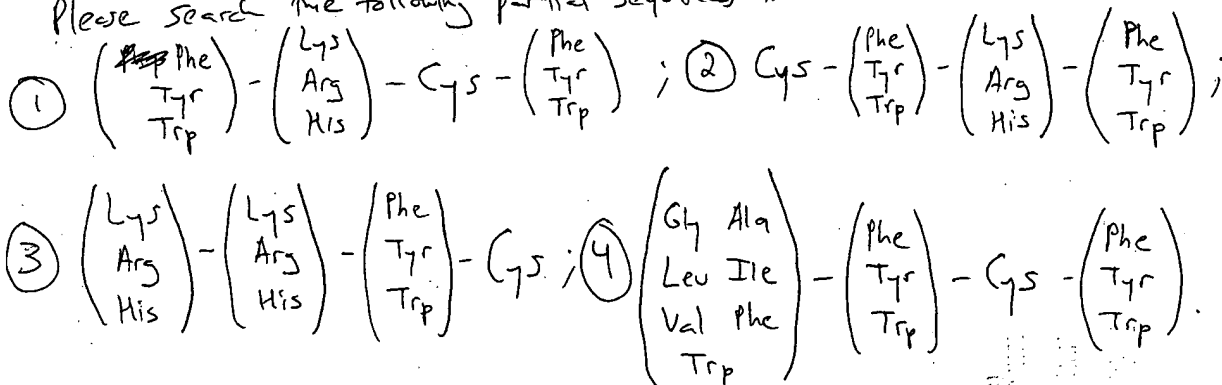 Please search the following partial sequences
① (Phe Tyr Trp) - (Lys Arg His) - Cys - (Phe Tyr Trp) ; ② Cys - (Phe Tyr Trp) - (Lys Arg His) - (Phe Tyr Trp) ;
③ (Lys Arg His) - (Lys Arg His) - (Phe Tyr Trp) - Cys ; ④ (Gly Ala Leu Ile Val Phe Trp) - (Phe Tyr Trp) - Cys - (Phe Tyr Trp) .